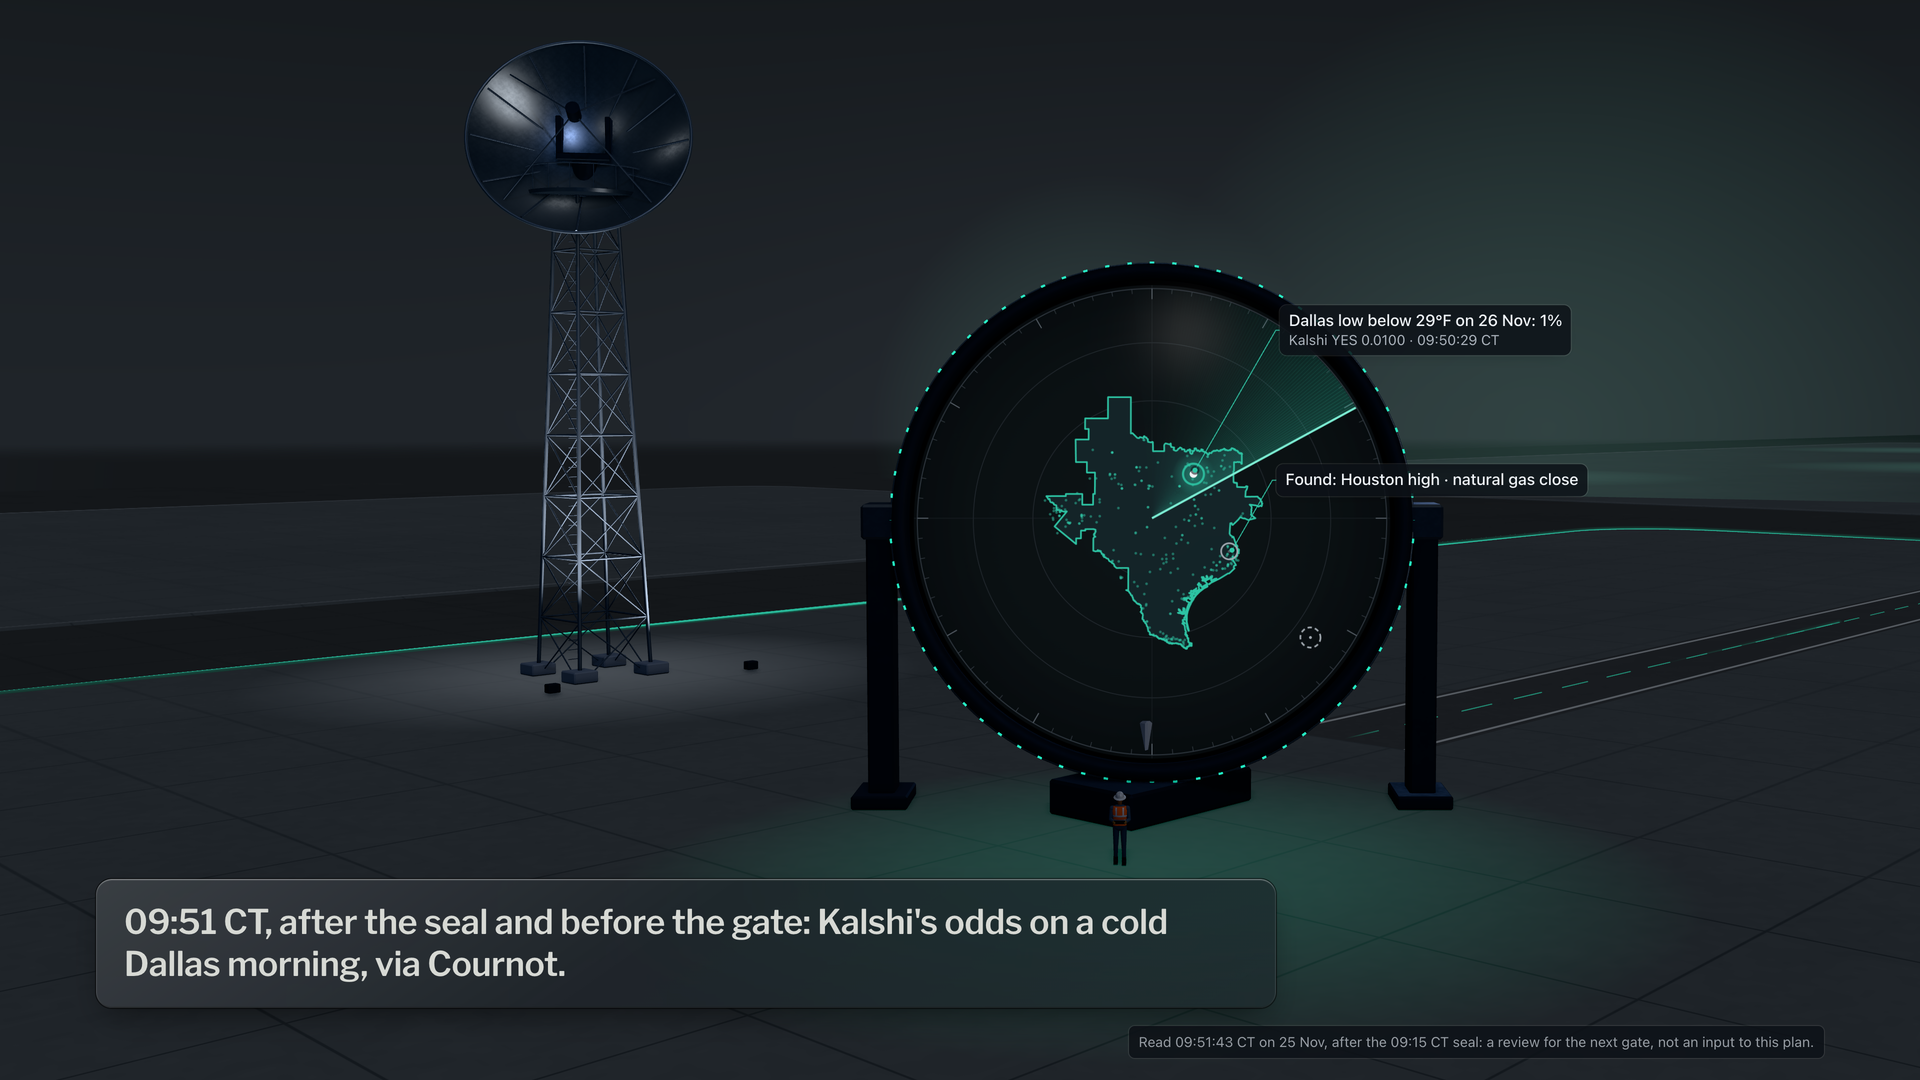 Dallas low below 29°F on 26 Nov: 1%
Kalshi YES 0.0100 · 09:50:29 CT
Found: Houston high · natural gas close
09:51 CT, after the seal and before the gate: Kalshi's odds on a cold
Dallas morning, via Cournot.
Read 09:51:43 CT on 25 Nov, after the 09:15 CT seal: a review for the next gate, not an input to this plan.